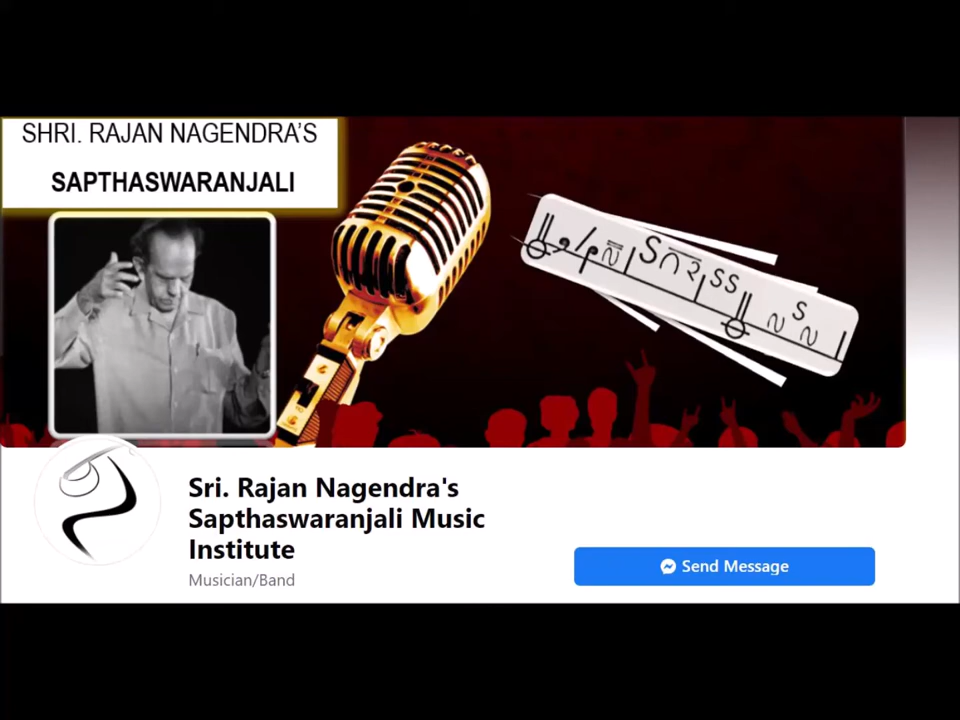 SHRI. RAJAN NAGENDRA'S
SAPTHASWARANJALI
Sri. Rajan Nagendra's
Sapthaswaranjali Music
Institute
Musician/Band
Send Message